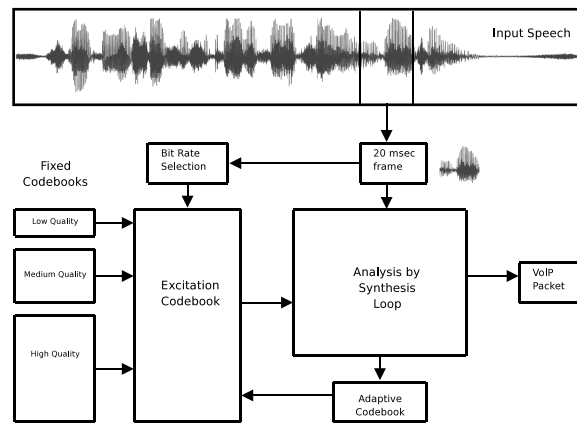 Input Speech
Bit Rate
Selection
20 msec
frame
Fixed
Codebooks
Low Quality
Medium Quality
High Quality
Excitation
Codebook
Analysis by
Synthesis
Loop
VoIP
Packet
Adaptive
Codebook